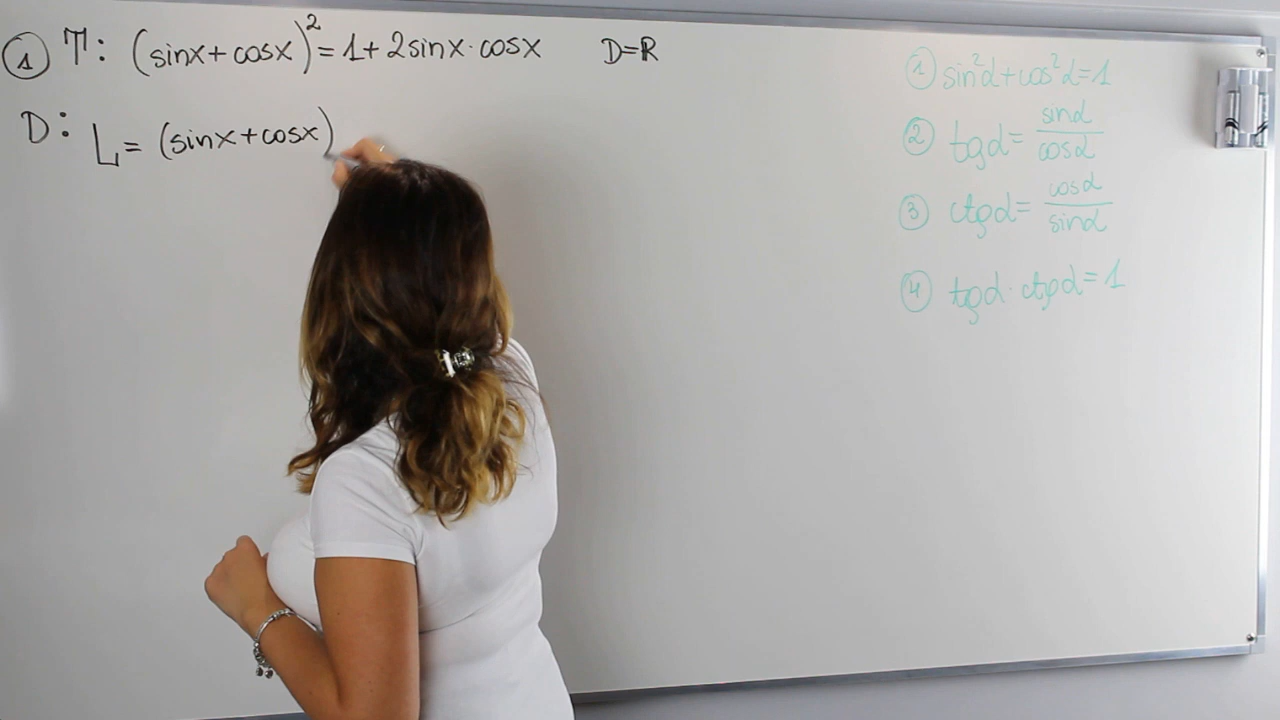 ① T: (sinx+cosx)²=1+2sinx·cosx D=ℝ
D: L=(sinx+cosx)
① sin²α+cos²α=1
② tgα=sinα/cosα
③ ctgα=cosα/sinα
④ tgα·ctgα=1